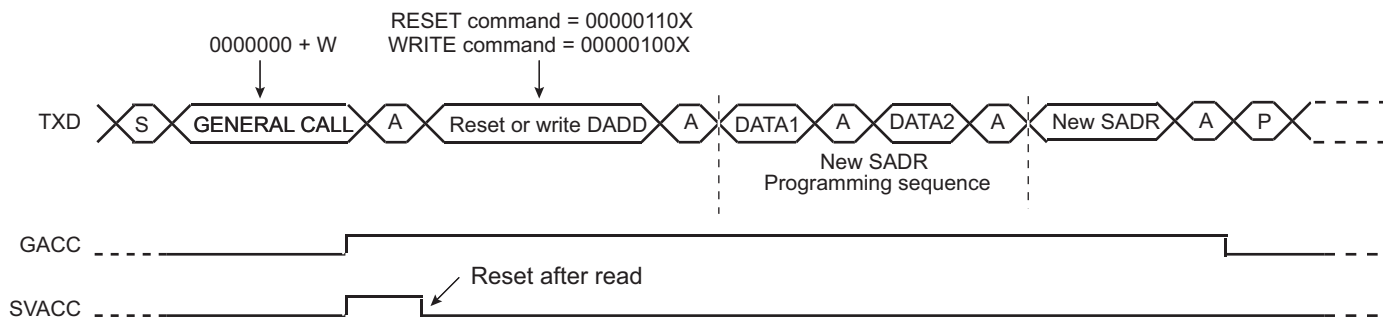 RESET command = 00000110X
0000000 + W WRITE command = 00000100X
TXD S GENERAL CALL A Reset or write DADD A DATA1 A DATA2 A New SADR A P
New SADR
Programming sequence
GACC
Reset after read
SVACC